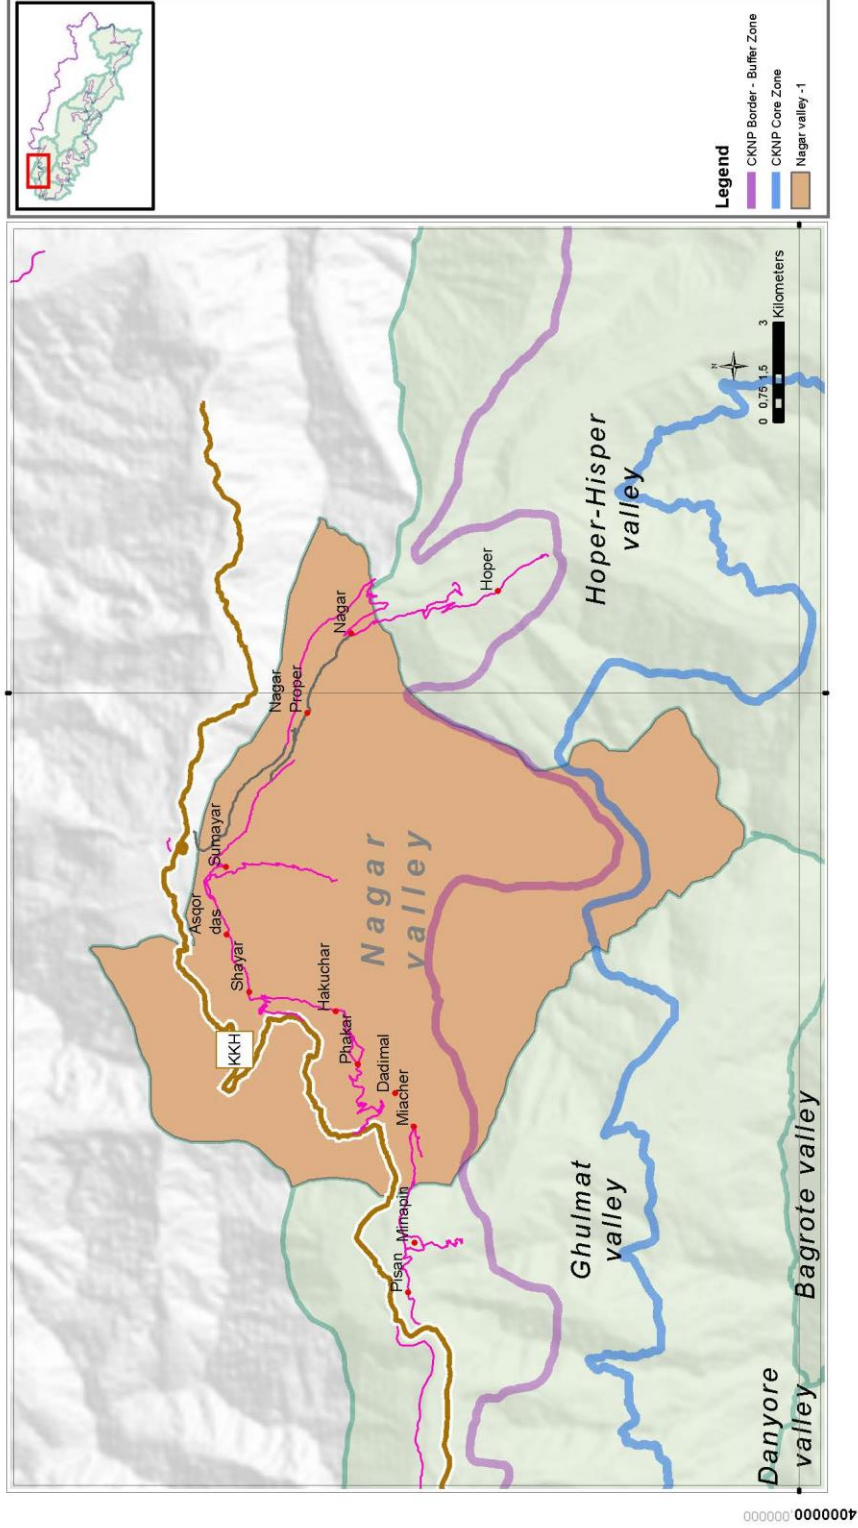 Legend
CKNP Border - Buffer Zone
CKNP Core Zone
Nagar valley -1
KKH
Asqor
das
Sumayar
Shayar
Nagar
Proper
Nagar
Hoper
Hakuchar
Phakar
Dadimal
Miacher
Minapin
Pisan
Nagar
valley
Hoper-Hisper
valley
Ghulmat
valley
Bagrote valley
Danyore
valley
N
0 0,75 1,5 3
Kilometers
4000000,000000